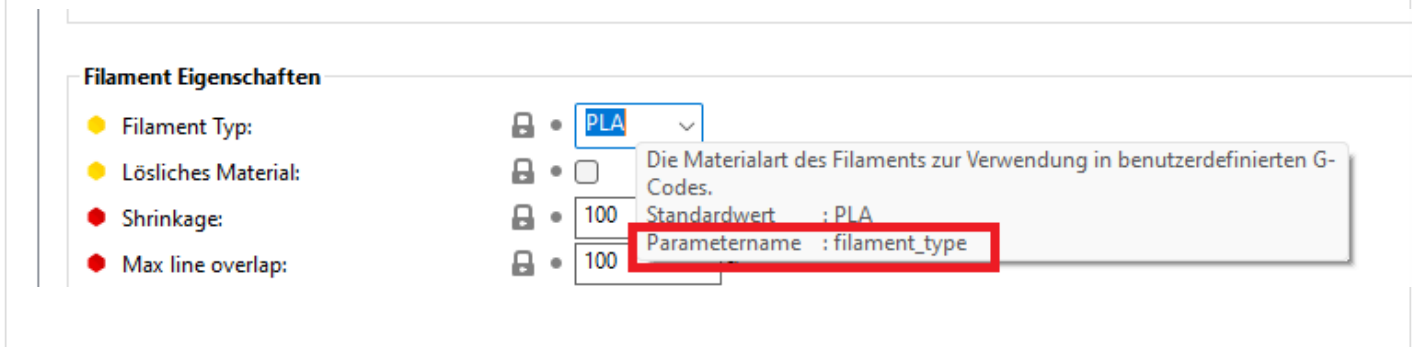 Filament Eigenschaften
Filament Typ:
PLA
Die Materialart des Filaments zur Verwendung in benutzerdefinierten G-
Codes.
Standardwert : PLA
Parametername : filament_type
Lösliches Material:
Shrinkage:
100
Max line overlap:
100